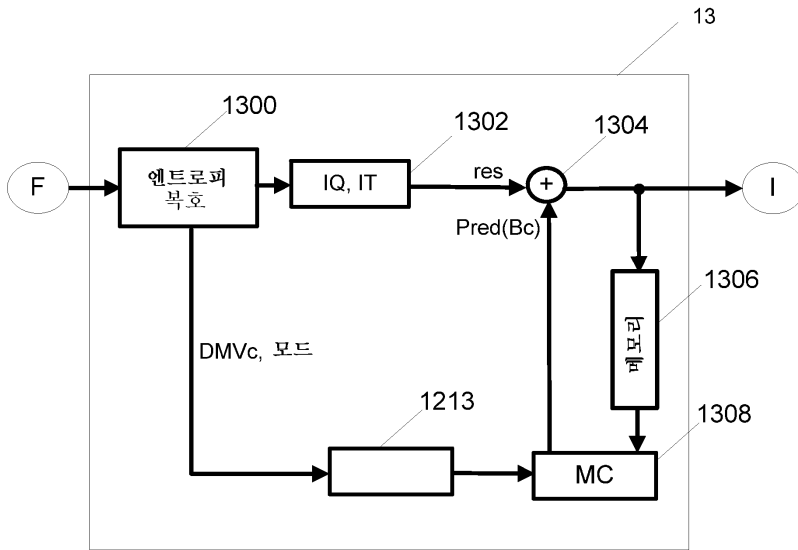 13
1300
1302
1304
F
엔트로피
복호
IQ, IT
res
+
I
Pred(Bc)
1306
메모리
DMVc, 모드
1213
1308
MC